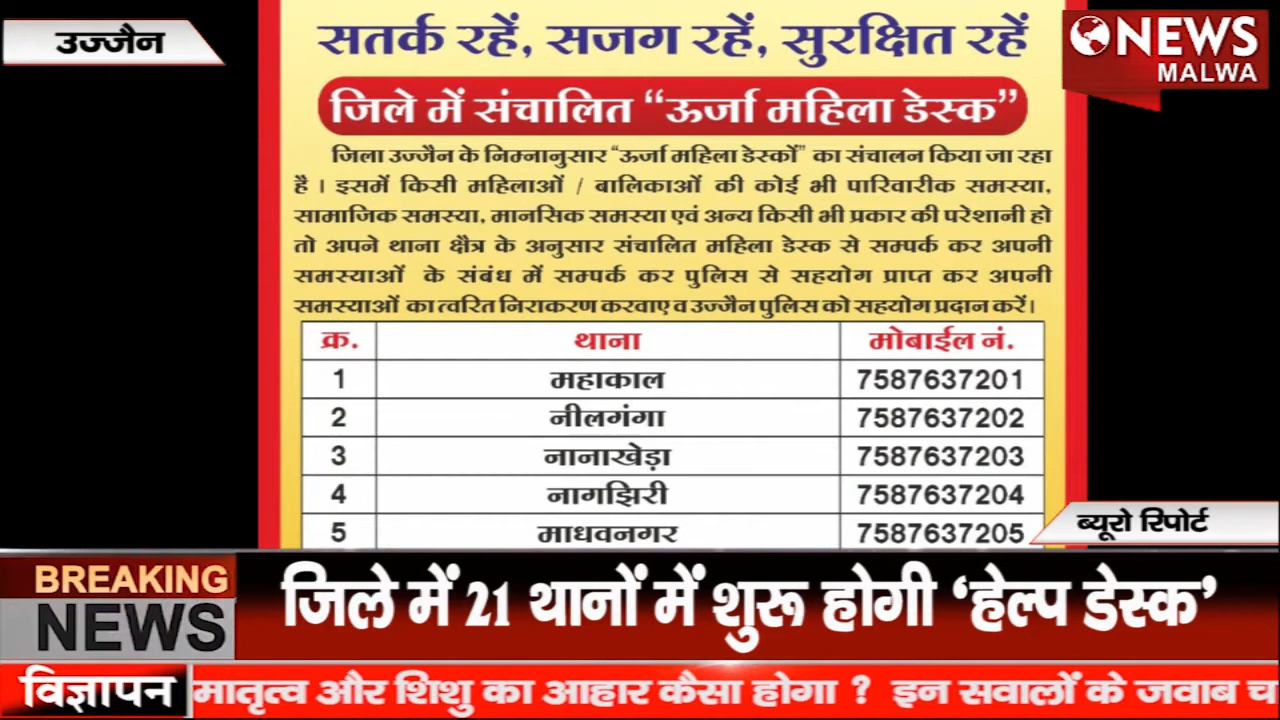 उज्जैन
NEWS
MALWA
सतर्क रहें, सजग रहें, सुरक्षित रहें
जिले में संचालित “ऊर्जा महिला डेस्क”
जिला उज्जैन के निम्नानुसार “ऊर्जा महिला डेस्कों” का संचालन किया जा रहा
है । इसमें किसी महिलाओं / बालिकाओं की कोई भी पारिवारीक समस्या,
सामाजिक समस्या, मानसिक समस्या एवं अन्य किसी भी प्रकार की परेशानी हो
तो अपने थाना क्षैत्र के अनुसार संचालित महिला डेस्क से सम्पर्क कर अपनी
समस्याओं के संबंध में सम्पर्क कर पुलिस से सहयोग प्राप्त कर अपनी
समस्याओं का त्वरित निराकरण करवाए व उज्जैन पुलिस को सहयोग प्रदान करें।
क्र. थाना मोबाईल नं.
1 महाकाल 7587637201
2 नीलगंगा 7587637202
3 नानाखेड़ा 7587637203
4 नागझिरी 7587637204
5 माधवनगर 7587637205
ब्यूरो रिपोर्ट
BREAKING
NEWS
जिले में 21 थानों में शुरू होगी ‘हेल्प डेस्क’
विज्ञापन मातृत्व और शिशु का आहार कैसा होगा ? इन सवालों के जवाब च